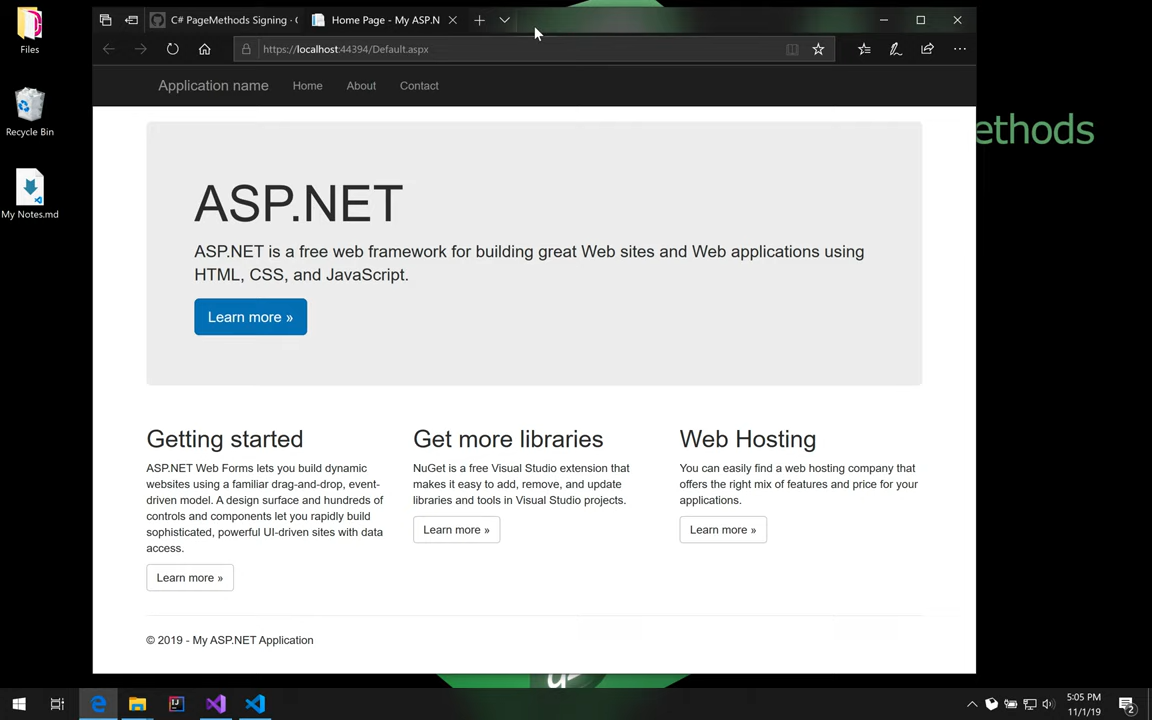 Files
Recycle Bin
My Notes.md
C# PageMethods Signing · (
Home Page - My ASP.N
https://localhost:44394/Default.aspx
Application name
Home
About
Contact
ethods
ASP.NET
ASP.NET is a free web framework for building great Web sites and Web applications using
HTML, CSS, and JavaScript.
Learn more »
Getting started
ASP.NET Web Forms lets you build dynamic
websites using a familiar drag-and-drop, event-
driven model. A design surface and hundreds of
controls and components let you rapidly build
sophisticated, powerful UI-driven sites with data
access.
Learn more »
Get more libraries
NuGet is a free Visual Studio extension that
makes it easy to add, remove, and update
libraries and tools in Visual Studio projects.
Learn more »
Web Hosting
You can easily find a web hosting company that
offers the right mix of features and price for your
applications.
Learn more »
© 2019 - My ASP.NET Application
5:05 PM
11/1/19
2